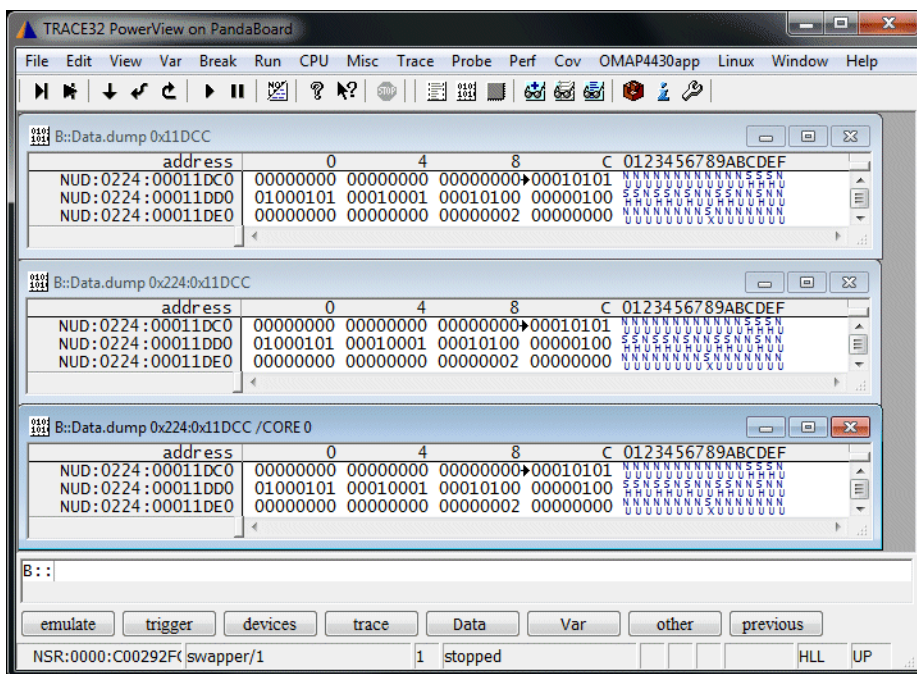 TRACE32 PowerView on PandaBoard
File Edit View Var Break Run CPU Misc Trace Probe Perf Cov OMAP4430app Linux Window Help
B::Data.dump 0x11DCC
address 0 4 8 C 0123456789ABCDEF
NUD:0224:00011DC0 00000000 00000000 00000000 00010101
NUD:0224:00011DD0 01000101 00010001 00010100 00000100
NUD:0224:00011DE0 00000000 00000000 00000002 00000000
B::Data.dump 0x224:0x11DCC
address 0 4 8 C 0123456789ABCDEF
NUD:0224:00011DC0 00000000 00000000 00000000 00010101
NUD:0224:00011DD0 01000101 00010001 00010100 00000100
NUD:0224:00011DE0 00000000 00000000 00000002 00000000
B::Data.dump 0x224:0x11DCC /CORE 0
address 0 4 8 C 0123456789ABCDEF
NUD:0224:00011DC0 00000000 00000000 00000000 00010101
NUD:0224:00011DD0 01000101 00010001 00010100 00000100
NUD:0224:00011DE0 00000000 00000000 00000002 00000000
B::
emulate trigger devices trace Data Var other previous
NSR:0000:C00292F( swapper/1 1 stopped HLL UP